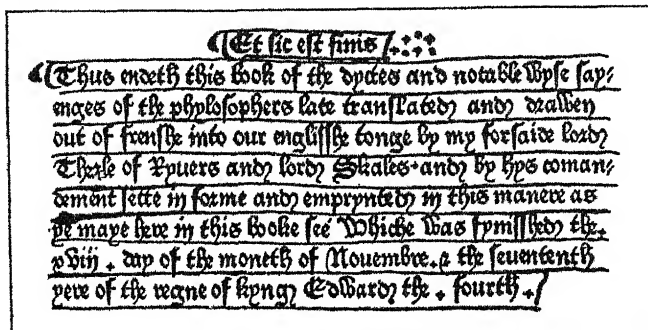 Et sic est finis
Thus endeth this book of the dyctes and notable wyse say⸗
enges of the phylosophers late translated and drawen
out of frenshe into our englisshe tonge by my forsaide lord
Therle of Ryuers and lord Skales. and by hys coman⸗
dement sette in forme and emprynted in this manere as
ye maye here in this booke see Whiche was fynisshed the.
xviij. day of the moneth of Nouembre. & the seuententh
yere of the regne of kyng Edward the. fourth.